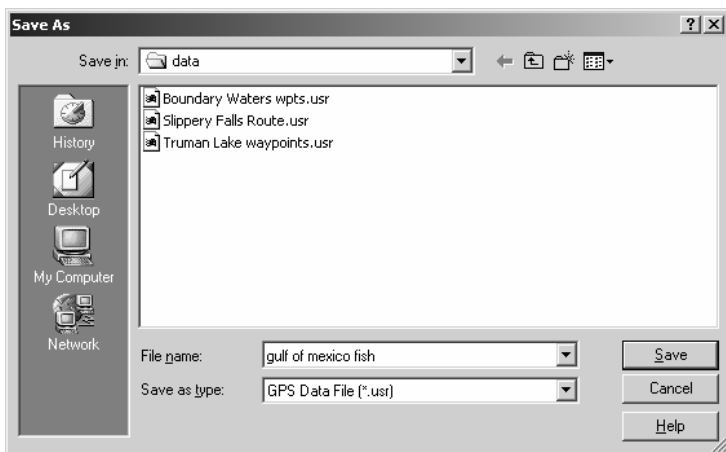 Save As
Save in: data
Boundary Waters wpts.usr
Slippery Falls Route.usr
Truman Lake waypoints.usr
History
Desktop
My Computer
Network
File name: gulf of mexico fish Save
Save as type: GPS Data File (*.usr) Cancel
Help